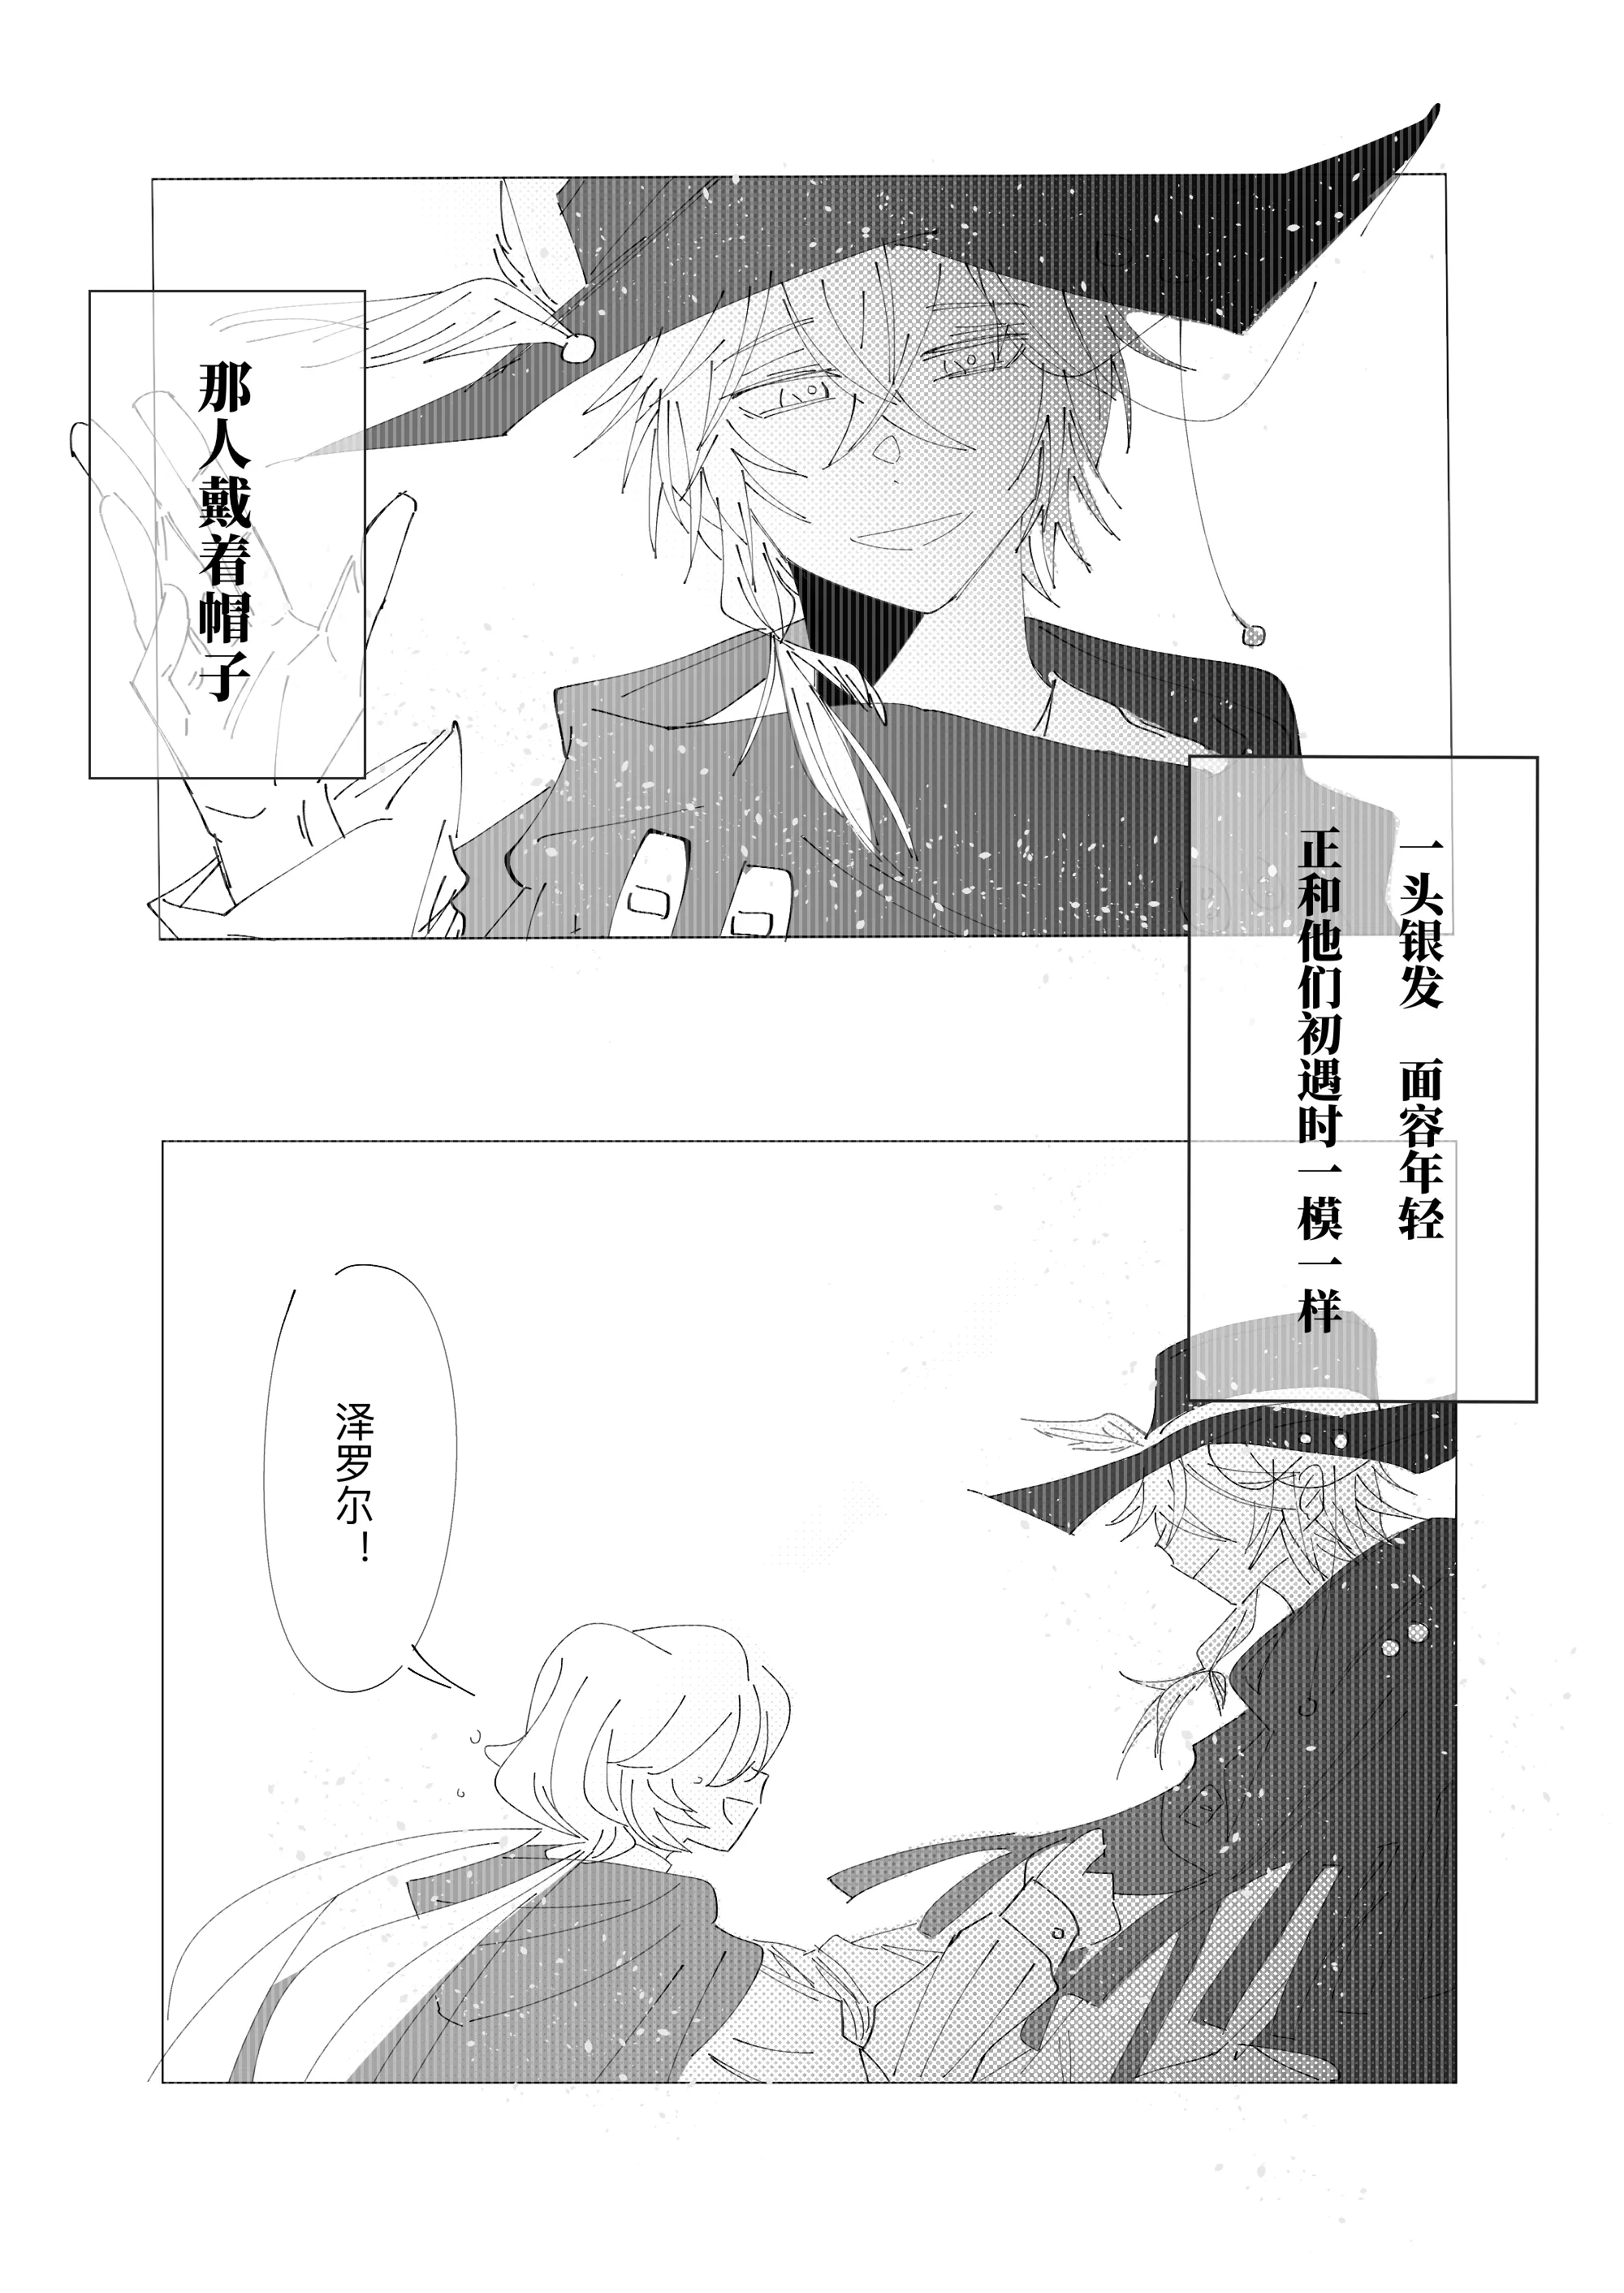 那人戴着帽子
一头银发 面容年轻
正和他们初遇时一模一样
泽罗尔！